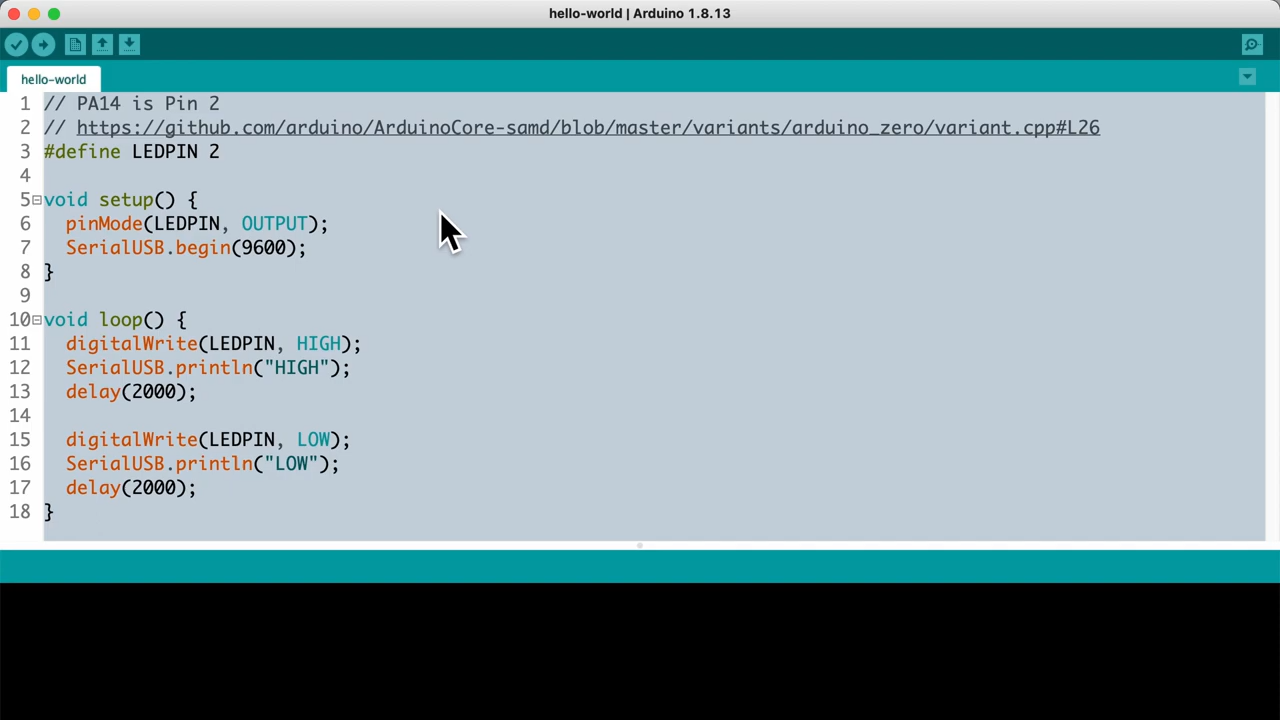 hello-world | Arduino 1.8.13
hello-world
1 // PA14 is Pin 2
2 // https://github.com/arduino/ArduinoCore-samd/blob/master/variants/arduino_zero/variant.cpp#L26
3 #define LEDPIN 2
4
5 void setup() {
6   pinMode(LEDPIN, OUTPUT);
7   SerialUSB.begin(9600);
8 }
9
10 void loop() {
11   digitalWrite(LEDPIN, HIGH);
12   SerialUSB.println("HIGH");
13   delay(2000);
14
15   digitalWrite(LEDPIN, LOW);
16   SerialUSB.println("LOW");
17   delay(2000);
18 }